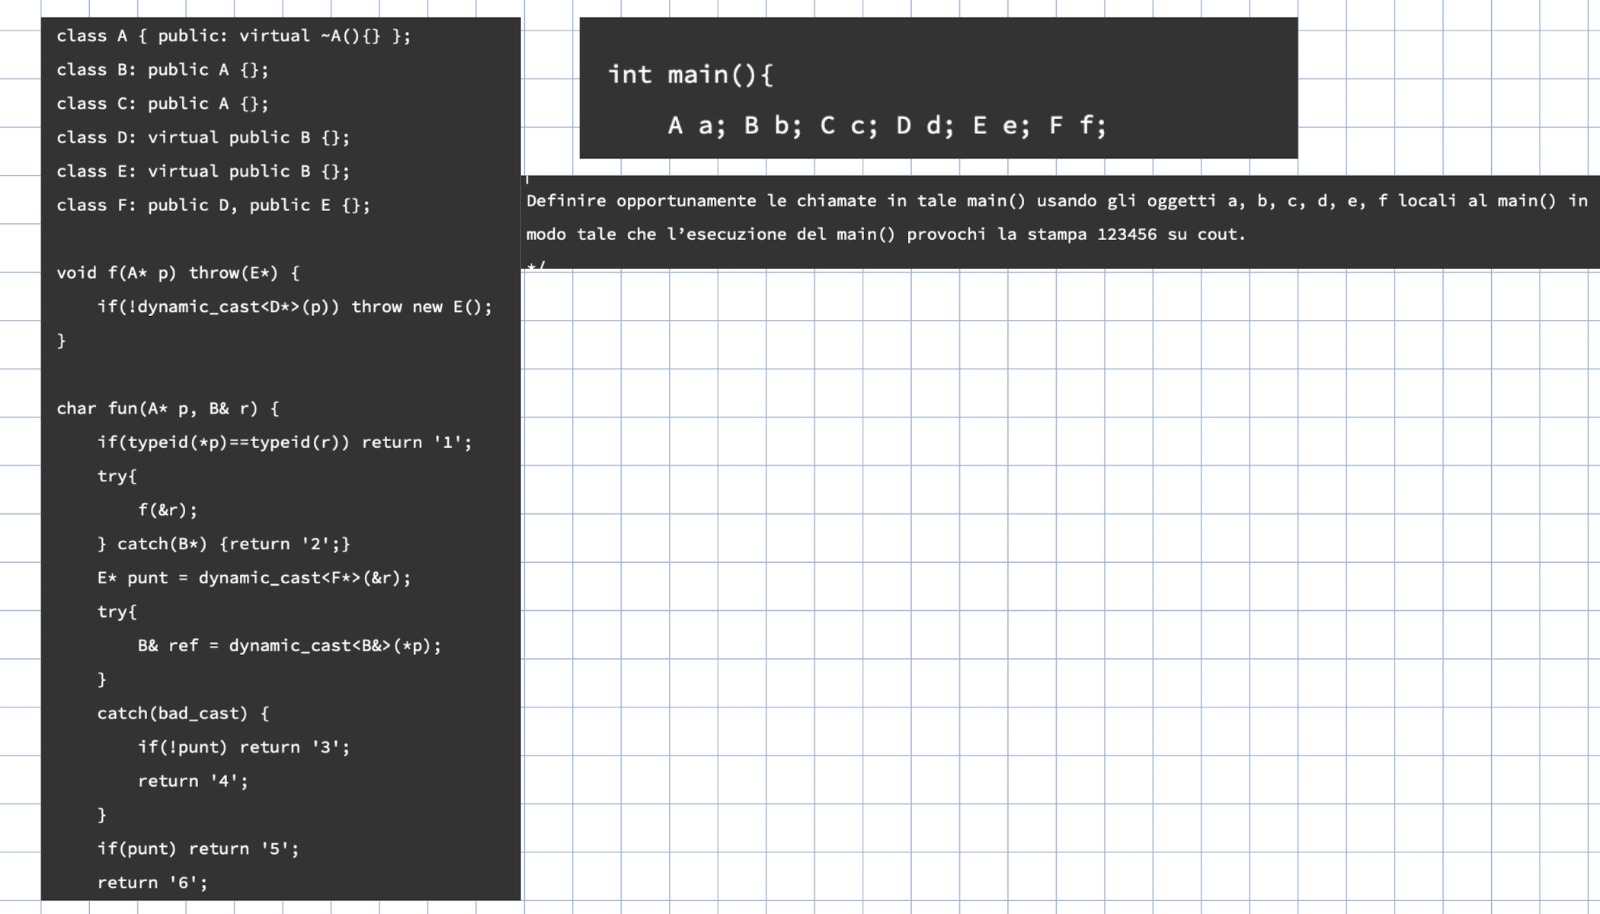 class A { public: virtual ~A(){} };
class B: public A {};
class C: public A {};
class D: virtual public B {};
class E: virtual public B {};
class F: public D, public E {};
void f(A* p) throw(E*) {
if(!dynamic_cast<D*>(p)) throw new E();
}
char fun(A* p, B& r) {
if(typeid(*p)==typeid(r)) return '1';
try{
f(&r);
} catch(B*) {return '2';}
E* punt = dynamic_cast<F*>(&r);
try{
B& ref = dynamic_cast<B&>(*p);
}
catch(bad_cast) {
if(!punt) return '3';
return '4';
}
if(punt) return '5';
return '6';
int main(){
A a; B b; C c; D d; E e; F f;
Definire opportunamente le chiamate in tale main() usando gli oggetti a, b, c, d, e, f locali al main() in
modo tale che l’esecuzione del main() provochi la stampa 123456 su cout.
*/